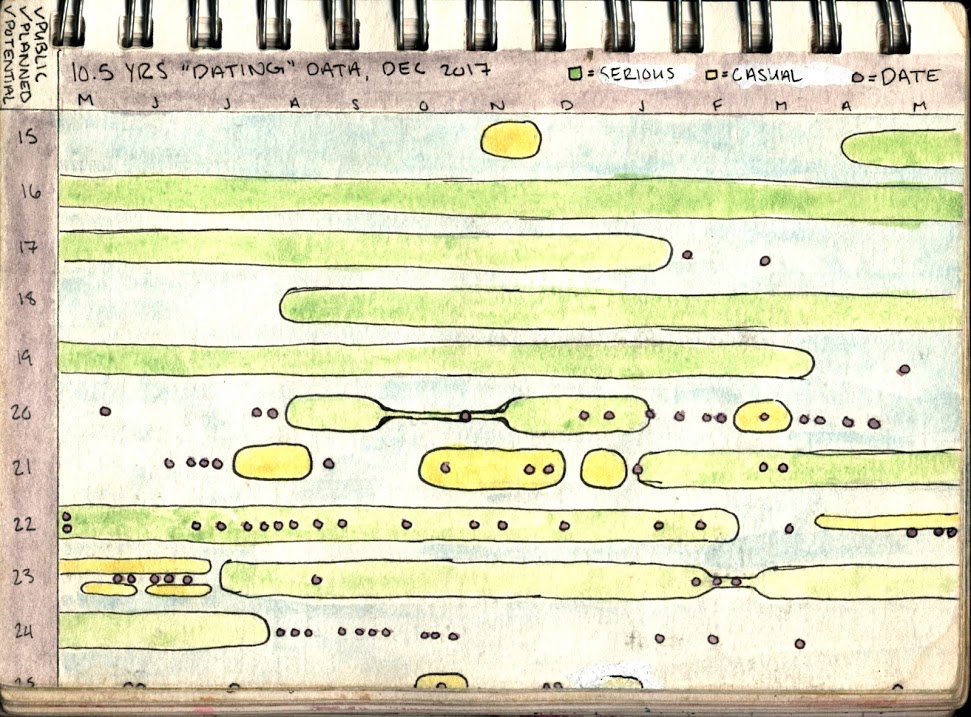 ✓PUBLIC
✓PLANNED
✓POTENTIAL
10.5 YRS "DATING" DATA, DEC 2017
=SERIOUS =CASUAL =DATE
M J J A S O N D J F M A M
15
16
17
18
19
20
21
22
23
24
25